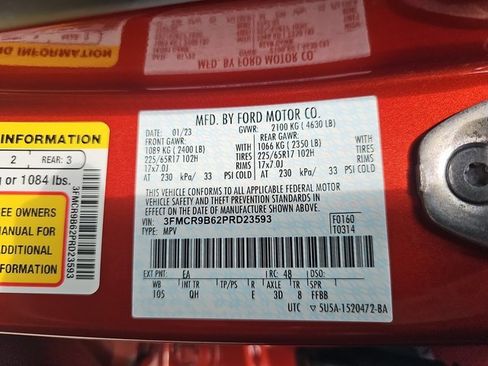 MFD. BY FORD MOTOR CO.
DATE: 01/23 GVWR: 2100 KG ( 4630 LB)
FRONT GAWR: REAR GAWR:
1089 KG ( 2400 LB) 1066 KG ( 2350 LB)
225/65R17 102H TIRES 225/65R17 102H TIRES
17x7.0J RIMS 17x7.0J RIMS
AT 230 kPa/ 33 PSI COLD AT 230 kPa/ 33 PSI COLD
THIS VEHICLE CONFORMS TO ALL APPLICABLE FEDERAL MOTOR
VEHICLE SAFETY AND THEFT PREVENTION STANDARDS IN
EFFECT ON THE DATE OF MANUFACTURE SHOWN ABOVE.
VIN: 3FMCR9B62PRD23593 F0160
TYPE: MPV T0314
EXT PNT: EA RC: 48 DSO:
WB INT TR TP/PS R AXLE TR SPR
105 QH E 3D 8 FFBB
UTC 5U5A-1520472-BA
INFORMATION
2 REAR: 3
g or 1084 lbs.
EE OWNERS
MANUAL FOR
ADDITIONAL
FORMATION
3FMCR9B62PRD23593
NG INFORMATION